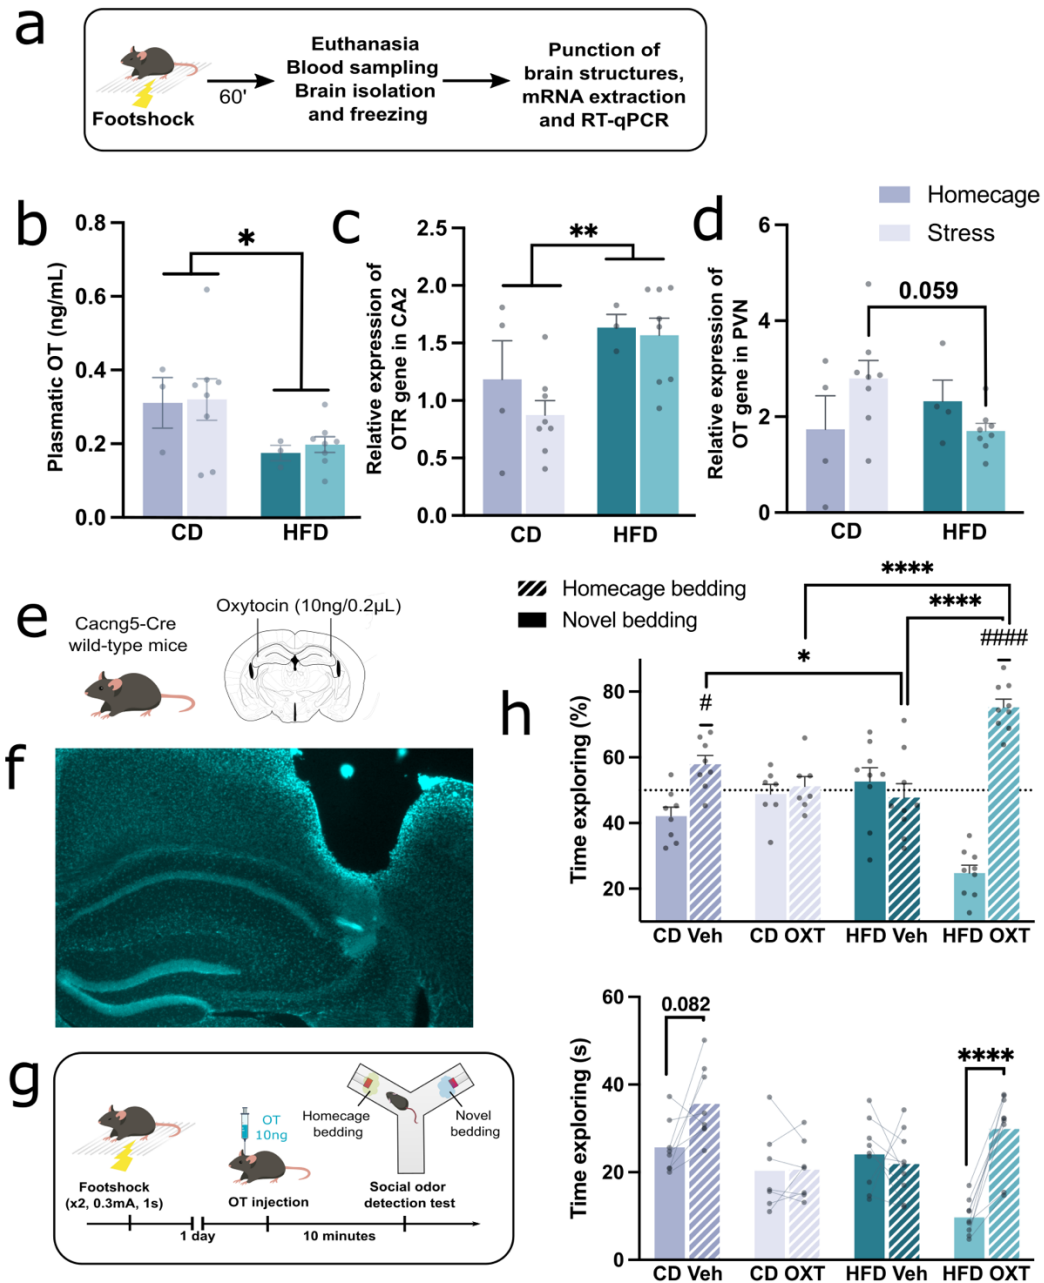 a
Footshock
60'
Euthanasia
Blood sampling
Brain isolation
and freezing
Punction of
brain structures,
mRNA extraction
and RT-qPCR
b
Plasmatic OT (ng/mL)
0.8
0.6
0.4
0.2
0.0
*
CD
HFD
c
Relative expression of
OTR gene in CA2
2.5
2.0
1.5
1.0
0.5
0.0
**
CD
HFD
d
Homecage
Stress
Relative expression of
OT gene in PVN
6
4
2
0
0.059
CD
HFD
e
Cacng5-Cre
wild-type mice
Oxytocin (10ng/0.2µL)
f
g
Footshock
(x2, 0.3mA, 1s)
OT
10ng
OT injection
Homecage
bedding
Novel
bedding
Social odor
detection test
1 day
10 minutes
h
Homecage bedding
Novel bedding
****
****
####
*
#
Time exploring (%)
80
60
40
20
CD Veh
CD OXT
HFD Veh
HFD OXT
Time exploring (s)
60
40
20
0
0.082
****
CD Veh
CD OXT
HFD Veh
HFD OXT